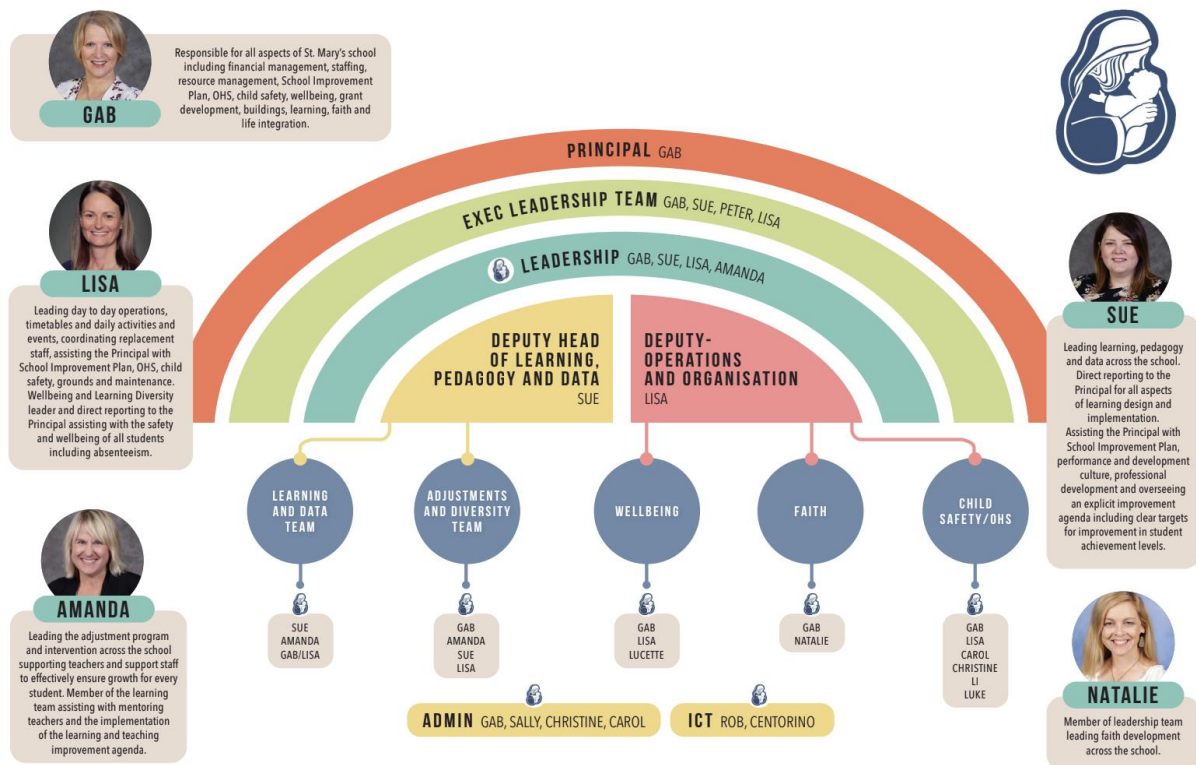 GAB
Responsible for all aspects of St. Mary's school
including financial management, staffing,
resource management, School Improvement
Plan, OHS, child safety, wellbeing, grant
development, buildings, learning, faith and
life integration.
PRINCIPAL GAB
EXEC LEADERSHIP TEAM GAB, SUE, PETER, LISA
LEADERSHIP GAB, SUE, LISA, AMANDA
DEPUTY HEAD
OF LEARNING,
PEDAGOGY AND DATA
SUE
DEPUTY-
OPERATIONS
AND ORGANISATION
LISA
LISA
Leading day to day operations,
timetables and daily activities and
events, coordinating replacement
staff, assisting the Principal with
School Improvement Plan, OHS, child
safety, grounds and maintenance.
Wellbeing and Learning Diversity
leader and direct reporting to the
Principal assisting with the safety
and wellbeing of all students
including absenteeism.
SUE
Leading learning, pedagogy
and data across the school.
Direct reporting to the
Principal for all aspects
of learning design and
implementation.
Assisting the Principal with
School Improvement Plan,
performance and development
culture, professional
development and overseeing
an explicit improvement
agenda including clear targets
for improvement in student
achievement levels.
LEARNING
AND DATA
TEAM
SUE
AMANDA
GAB/LISA
ADJUSTMENTS
AND DIVERSITY
TEAM
GAB
AMANDA
SUE
LISA
WELLBEING
GAB
LISA
LUCETTE
FAITH
GAB
NATALIE
CHILD
SAFETY/OHS
GAB
LISA
CAROL
CHRISTINE
LI
LUKE
AMANDA
Leading the adjustment program
and intervention across the school
supporting teachers and support staff
to effectively ensure growth for every
student. Member of the learning
team assisting with mentoring
teachers and the implementation
of the learning and teaching
improvement agenda.
ADMIN GAB, SALLY, CHRISTINE, CAROL
ICT ROB, CENTORINO
NATALIE
Member of leadership team
leading faith development
across the school.